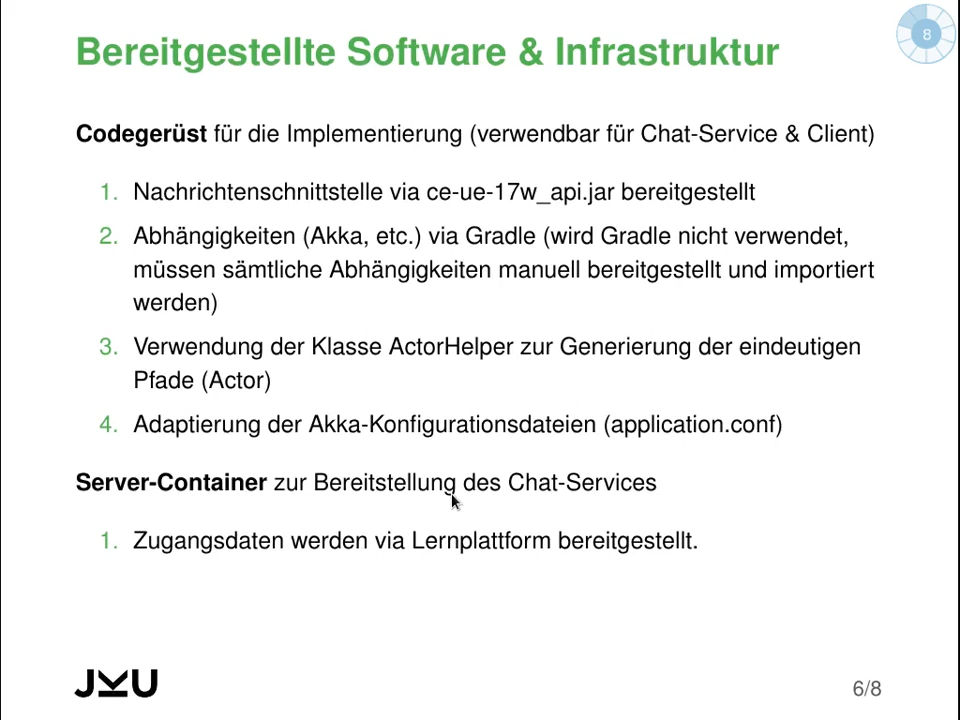 8
Bereitgestellte Software & Infrastruktur
Codegerüst für die Implementierung (verwendbar für Chat-Service & Client)
1. Nachrichtenschnittstelle via ce-ue-17w_api.jar bereitgestellt
2. Abhängigkeiten (Akka, etc.) via Gradle (wird Gradle nicht verwendet,
müssen sämtliche Abhängigkeiten manuell bereitgestellt und importiert
werden)
3. Verwendung der Klasse ActorHelper zur Generierung der eindeutigen
Pfade (Actor)
4. Adaptierung der Akka-Konfigurationsdateien (application.conf)
Server-Container zur Bereitstellung des Chat-Services
1. Zugangsdaten werden via Lernplattform bereitgestellt.
JKU
6/8